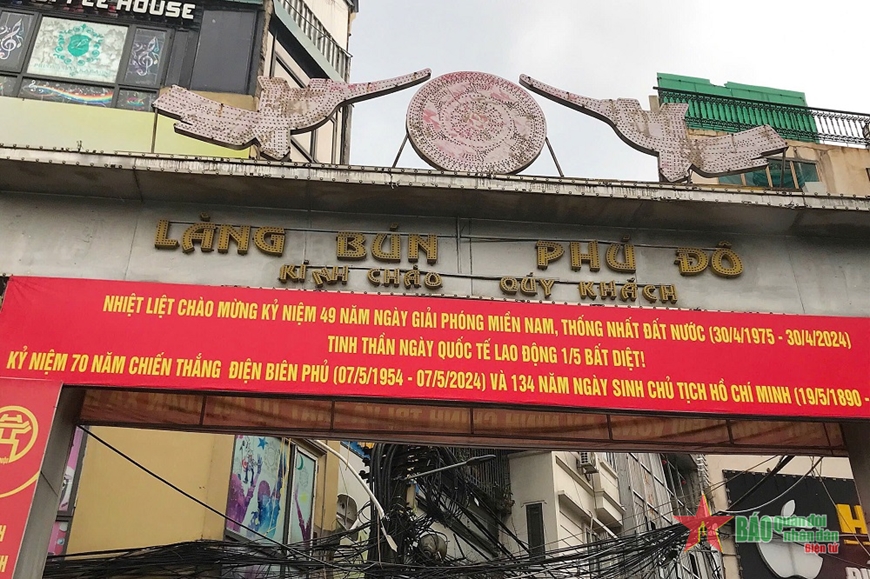 COFFEE HOUSE
LÀNG BÚN PHÚ ĐÔ
KÍNH CHÀO QUÝ KHÁCH
NHIỆT LIỆT CHÀO MỪNG KỶ NIỆM 49 NĂM NGÀY GIẢI PHÓNG MIỀN NAM, THỐNG NHẤT ĐẤT NƯỚC (30/4/1975 - 30/4/2024)
TINH THẦN NGÀY QUỐC TẾ LAO ĐỘNG 1/5 BẤT DIỆT!
KỶ NIỆM 70 NĂM CHIẾN THẮNG ĐIỆN BIÊN PHỦ (07/5/1954 - 07/5/2024) VÀ 134 NĂM NGÀY SINH CHỦ TỊCH HỒ CHÍ MINH (19/5/1890 -
BÁO Quân đội
nhân dân
điện tử